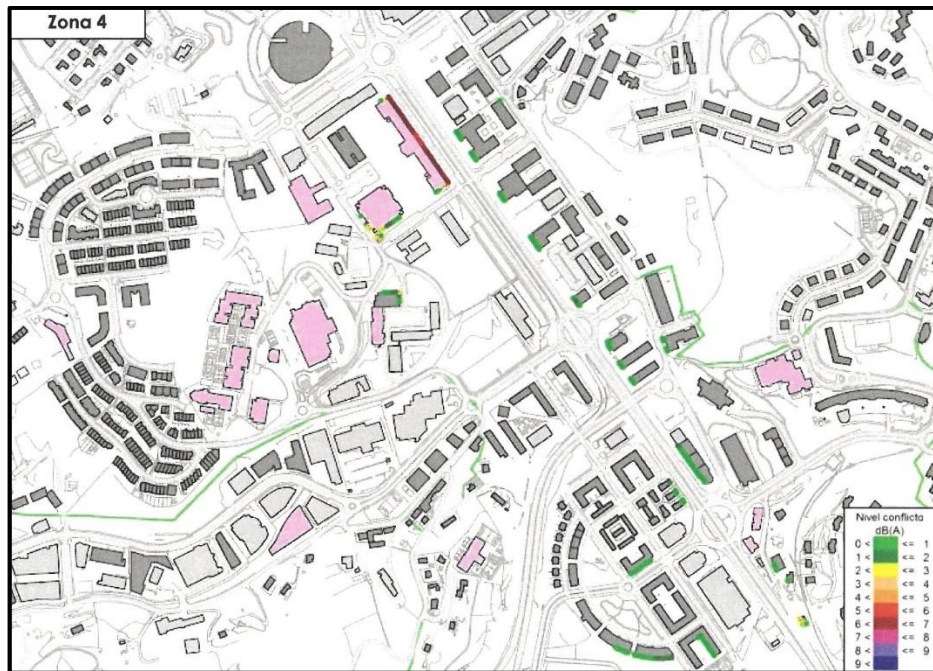 Zona 4
Nivel conflicto
dB(A)
0 < <= 1
1 < <= 2
2 < <= 3
3 < <= 4
4 < <= 5
5 < <= 6
6 < <= 7
7 < <= 8
8 < <= 9
9 <